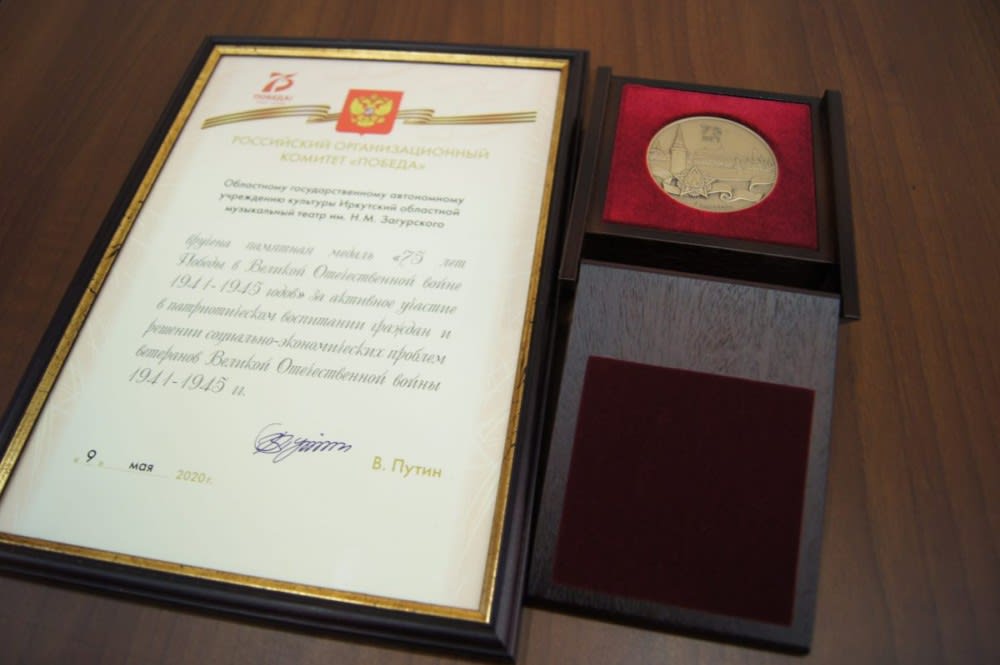 75
ПОБЕДА!
РОССИЙСКИЙ ОРГАНИЗАЦИОННЫЙ
КОМИТЕТ «ПОБЕДА»
Областному государственному автономному
учреждению культуры Иркутский областной
музыкальный театр им. Н.М. Загурского
Вручена памятная медаль «75 лет
Победы в Великой Отечественной войне
1941-1945 годов» за активное участие
в патриотическом воспитании граждан и
решении социально-экономических проблем
ветеранов Великой Отечественной войны
1941-1945 гг.
« 9 » мая 2020 г.
В. Путин
75